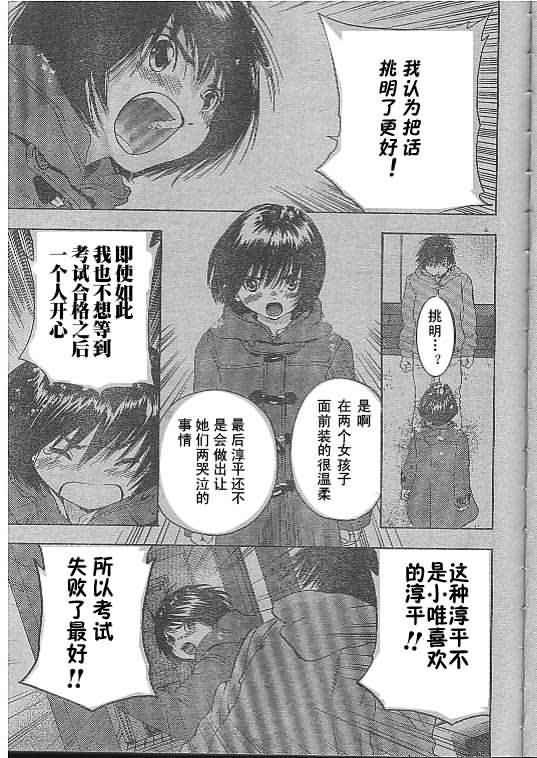 我认为把话
挑明了更好！
挑明…？
是啊
在两个女孩子
面前装的很温柔
最后淳平还不
是会做出让
她们两哭泣的
事情
即使如此
我也不想等到
考试合格之后
一个人开心
这种淳平不
是小唯喜欢
的淳平！！
所以考试
失败了最好！！